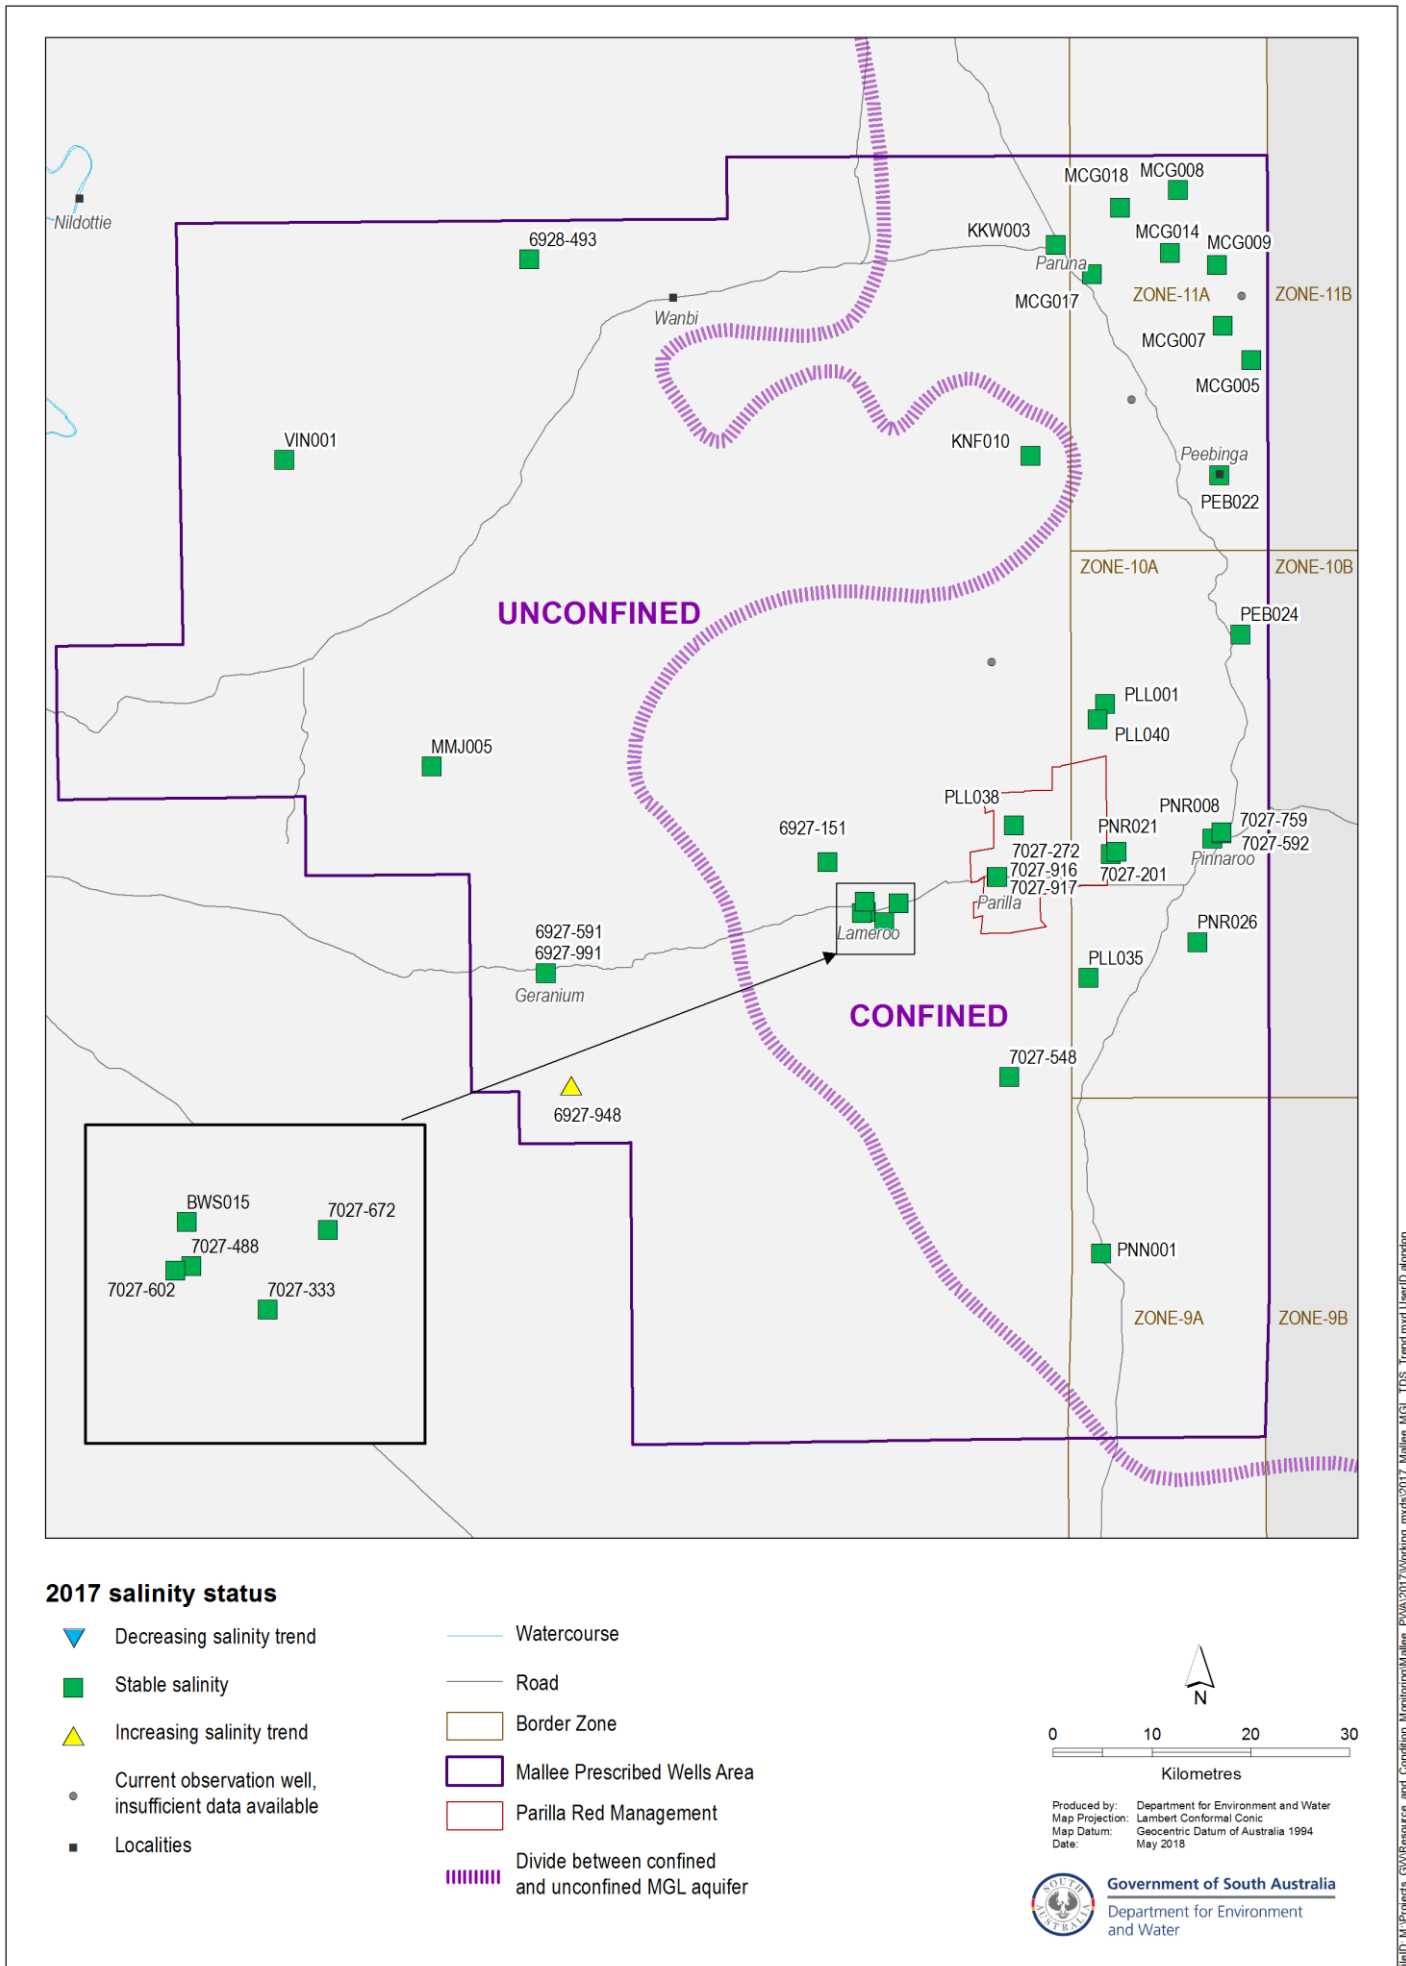 MCG008
MCG018
Nildottie
KKW003
MCG014
MCG009
6928-493
Paruna
MCG017
ZONE-11A
ZONE-11B
Wanbi
MCG007
MCG005
VIN001
KNF010
Peebinga
PEB022
ZONE-10A
ZONE-10B
UNCONFINED
PEB024
PLL001
PLL040
MMJ005
PLL038
PNR008
6927-151
PNR021
7027-759
7027-592
7027-272
7027-916
7027-917
7027-201
Pinnaroo
Parilla
6927-591
6927-991
Lameroo
PNR026
PLL035
Geranium
CONFINED
7027-548
6927-948
BWS015
7027-672
7027-488
7027-602
7027-333
PNN001
ZONE-9A
ZONE-9B
2017 salinity status
Decreasing salinity trend
Stable salinity
Increasing salinity trend
Current observation well,
insufficient data available
Localities
Watercourse
Road
Border Zone
Mallee Prescribed Wells Area
Parilla Red Management
Divide between confined
and unconfined MGL aquifer
N
0 10 20 30
Kilometres
Produced by: Department for Environment and Water
Map Projection: Lambert Conformal Conic
Map Datum: Geocentric Datum of Australia 1994
Date: May 2018
SOUTH AUSTRALIA
Government of South Australia
Department for Environment
and Water